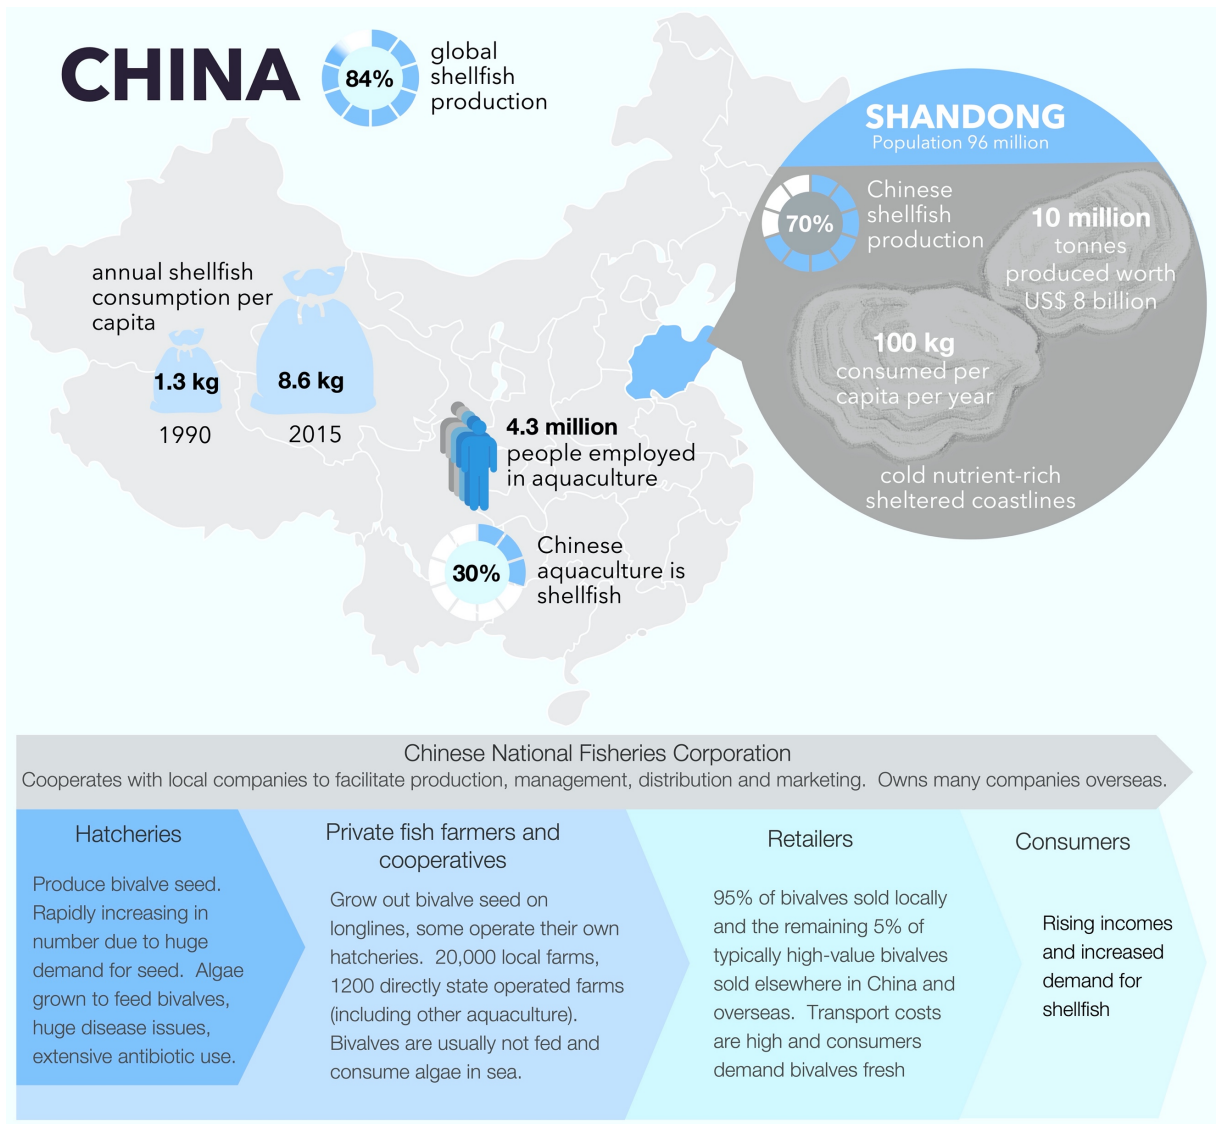 CHINA
84%
global
shellfish
production
SHANDONG
Population 96 million
70%
Chinese
shellfish
production
10 million
tonnes
produced worth
US$ 8 billion
100 kg
consumed per
capita per year
cold nutrient-rich
sheltered coastlines
annual shellfish
consumption per
capita
1.3 kg
8.6 kg
1990
2015
4.3 million
people employed
in aquaculture
30%
Chinese
aquaculture is
shellfish
Chinese National Fisheries Corporation
Cooperates with local companies to facilitate production, management, distribution and marketing. Owns many companies overseas.
Hatcheries
Produce bivalve seed.
Rapidly increasing in
number due to huge
demand for seed. Algae
grown to feed bivalves,
huge disease issues,
extensive antibiotic use.
Private fish farmers and
cooperatives
Grow out bivalve seed on
longlines, some operate their own
hatcheries. 20,000 local farms,
1200 directly state operated farms
(including other aquaculture).
Bivalves are usually not fed and
consume algae in sea.
Retailers
95% of bivalves sold locally
and the remaining 5% of
typically high-value bivalves
sold elsewhere in China and
overseas. Transport costs
are high and consumers
demand bivalves fresh
Consumers
Rising incomes
and increased
demand for
shellfish